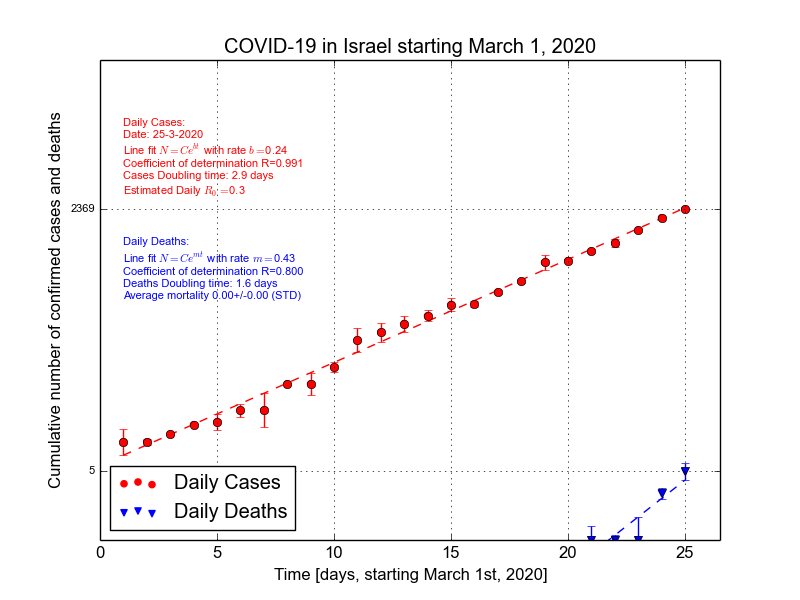 COVID-19 in Israel starting March 1, 2020
Cumulative number of confirmed cases and deaths
Daily Cases:
Date: 25-3-2020
Line fit N=Ce^{bt} with rate b=0.24
Coefficient of determination R=0.991
Cases Doubling time: 2.9 days
Estimated Daily R_0=0.3
2369
Daily Deaths:
Line fit N=Ce^{mt} with rate m=0.43
Coefficient of determination R=0.800
Deaths Doubling time: 1.6 days
Average mortality 0.00+/-0.00 (STD)
5
Daily Cases
Daily Deaths
0 5 10 15 20 25
Time [days, starting March 1st, 2020]